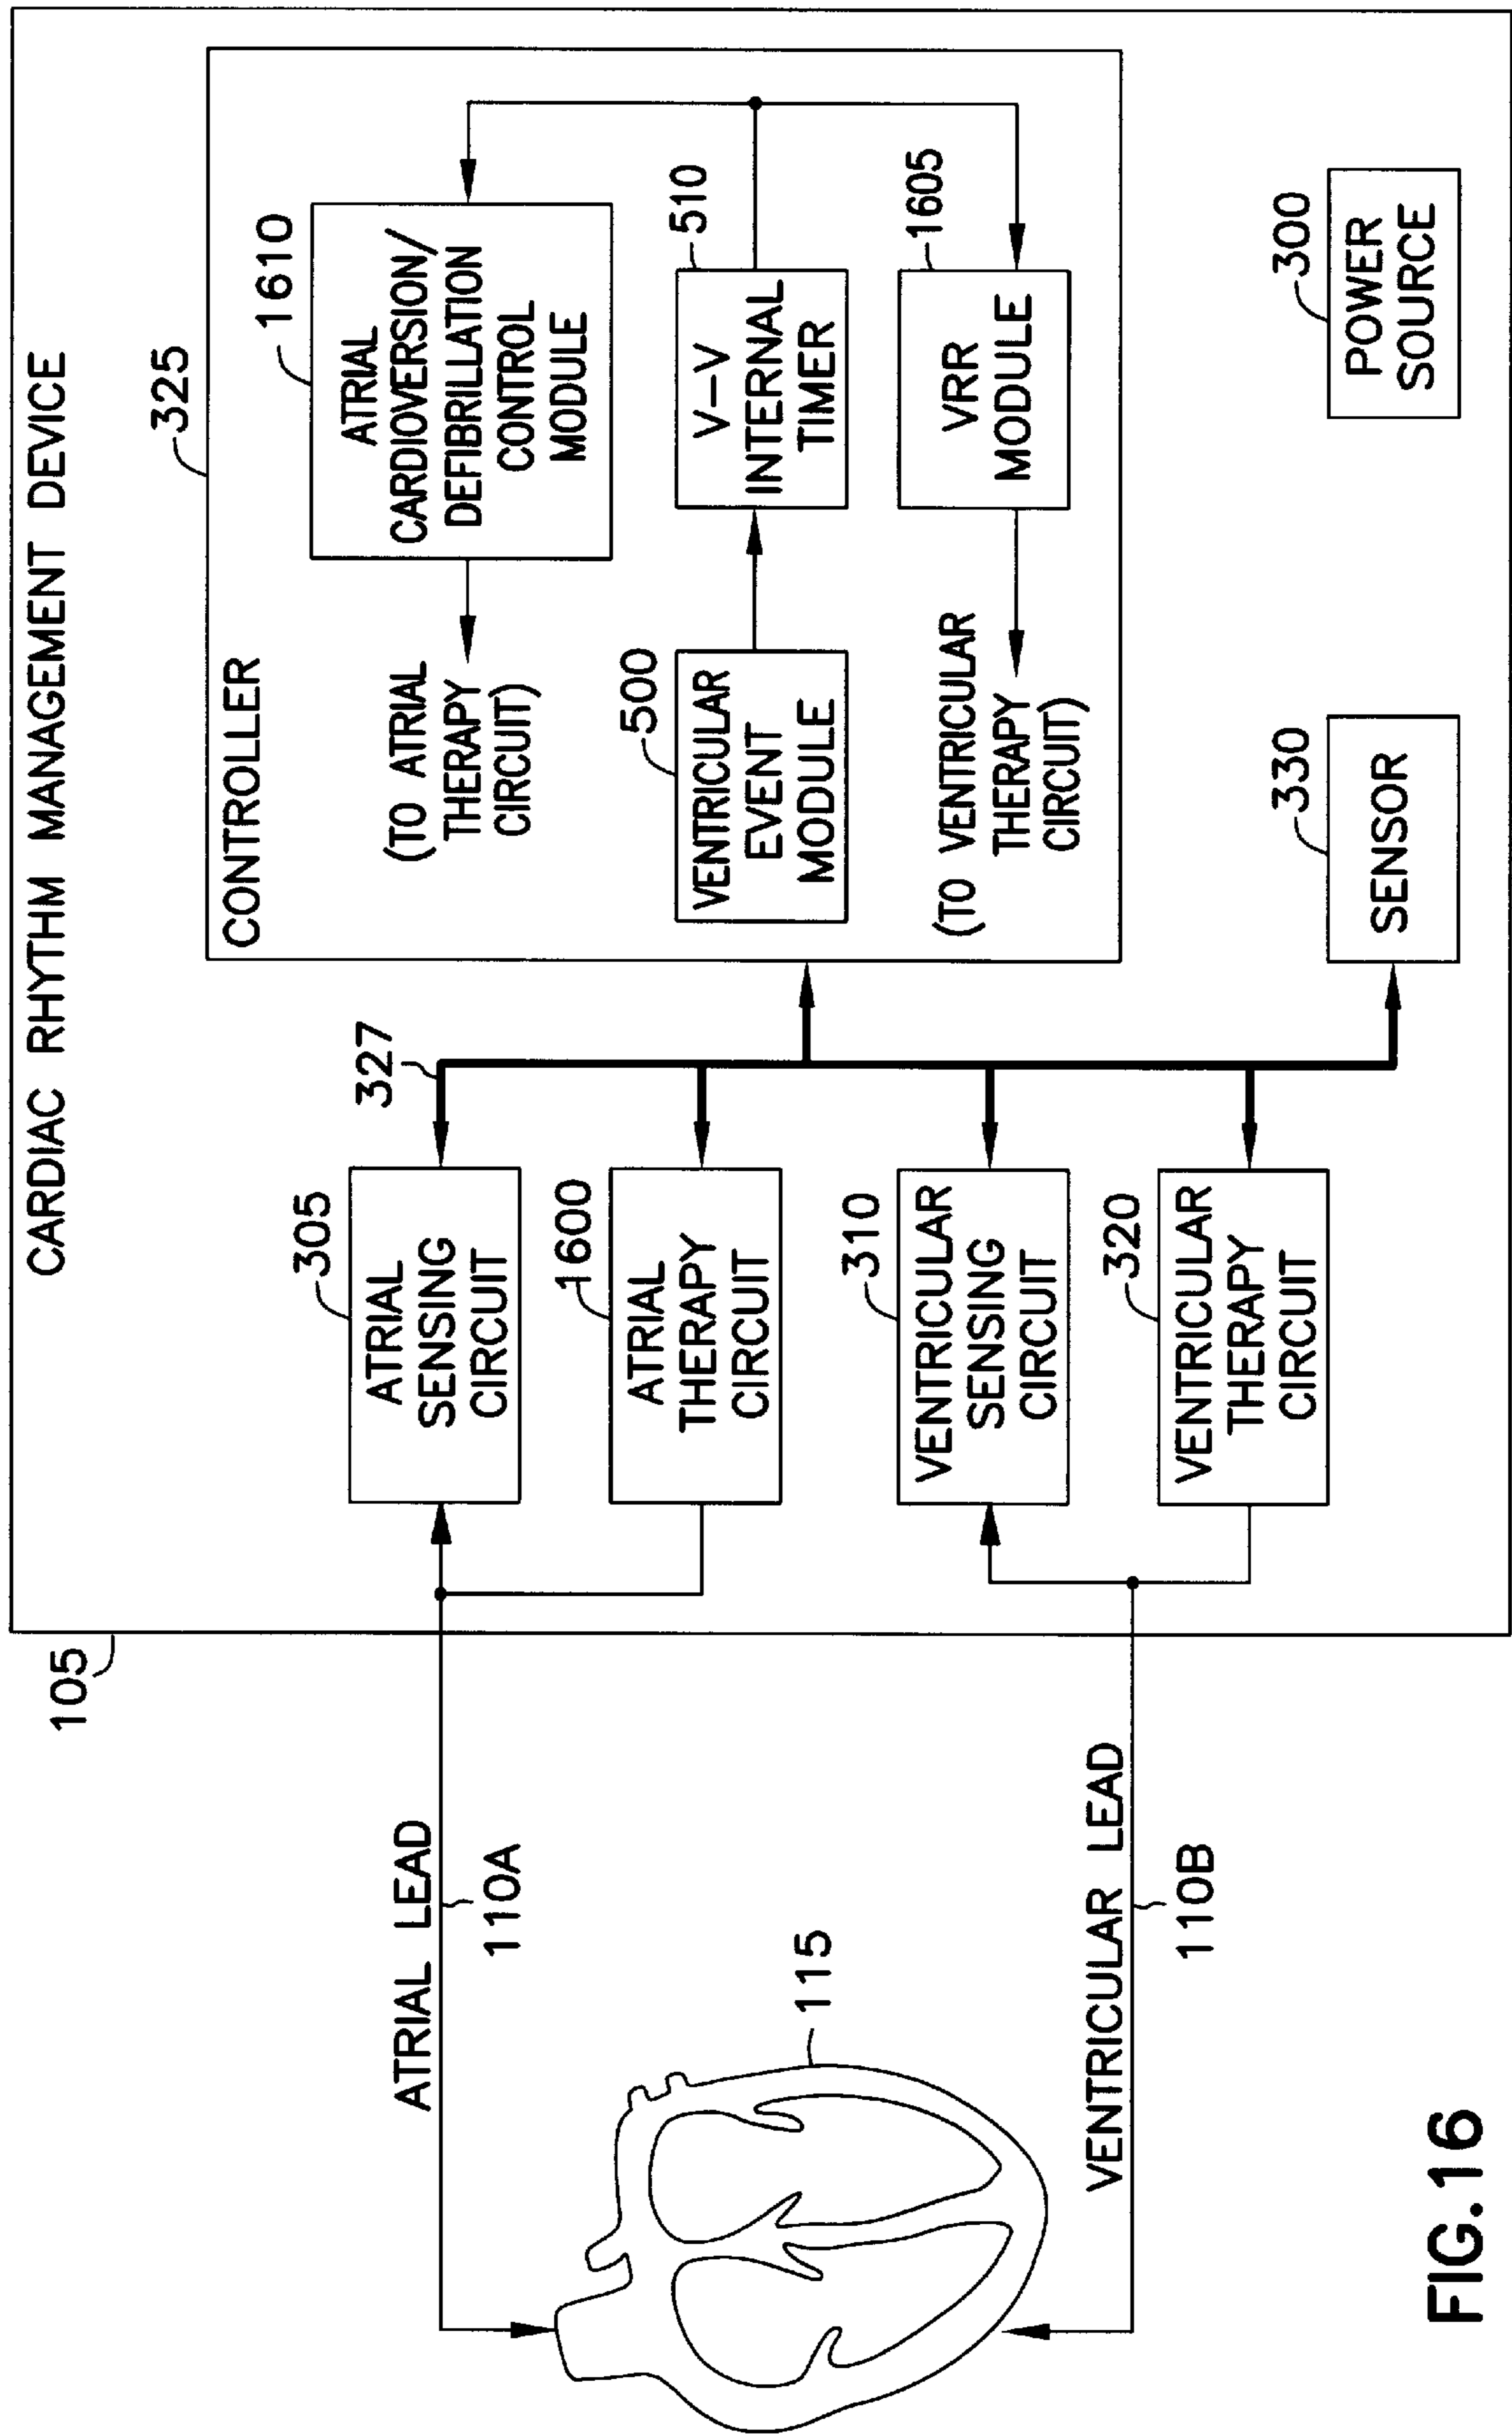 CARDIAC RHYTHM MANAGEMENT DEVICE
105
ATRIAL LEAD
110A
115
VENTRICULAR LEAD
110B
305
ATRIAL
SENSING
CIRCUIT
1600
ATRIAL
THERAPY
CIRCUIT
310
VENTRICULAR
SENSING
CIRCUIT
320
VENTRICULAR
THERAPY
CIRCUIT
327
325
CONTROLLER
1610
ATRIAL
CARDIOVERSION/
DEFIBRILLATION
CONTROL
MODULE
(TO ATRIAL
THERAPY
CIRCUIT)
500
VENTRICULAR
EVENT
MODULE
510
V-V
INTERNAL
TIMER
1605
VRR
MODULE
(TO VENTRICULAR
THERAPY
CIRCUIT)
330
SENSOR
300
POWER
SOURCE
FIG.16